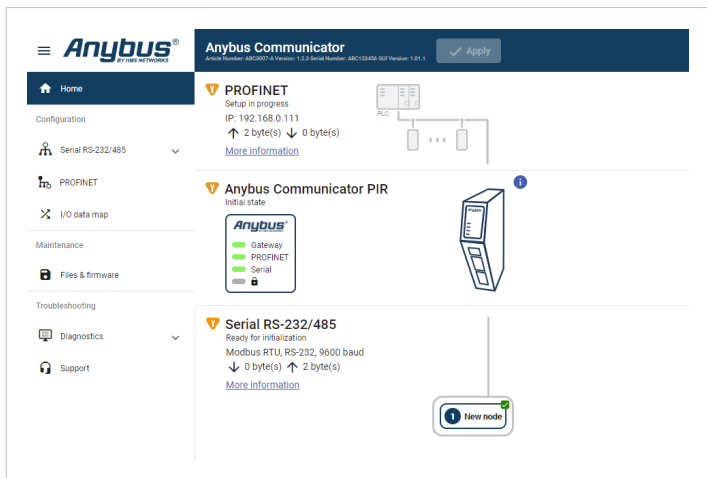 Anybus®
BY HMS NETWORKS
Anybus Communicator
Article Number: ABC3007-A Version: 1.2.3 Serial Number: ABC123456 GUI Version: 1.01.1
Apply
Home
Configuration
Serial RS-232/485
PROFINET
I/O data map
Maintenance
Files & firmware
Troubleshooting
Diagnostics
Support
PROFINET
Setup in progress
IP: 192.168.0.111
↑ 2 byte(s) ↓ 0 byte(s)
More information
PLC
Anybus Communicator PIR
Initial state
Anybus®
Gateway
PROFINET
Serial
i
Anybus
Serial RS-232/485
Ready for initialization
Modbus RTU, RS-232, 9600 baud
↓ 0 byte(s) ↑ 2 byte(s)
More information
1 New node